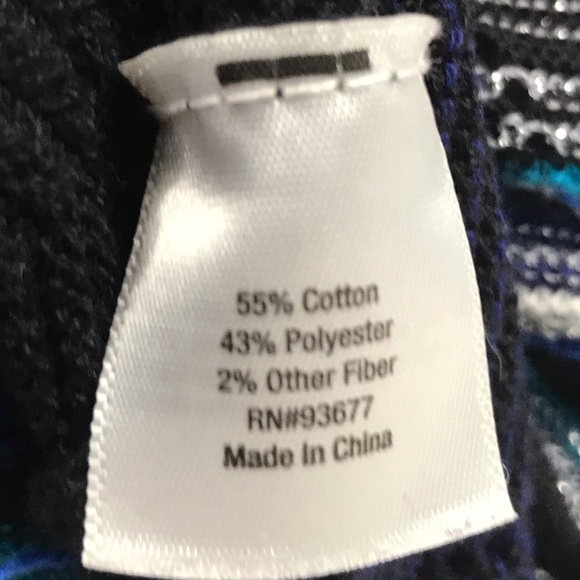 55% Cotton
43% Polyester
2% Other Fiber
RN#93677
Made In China